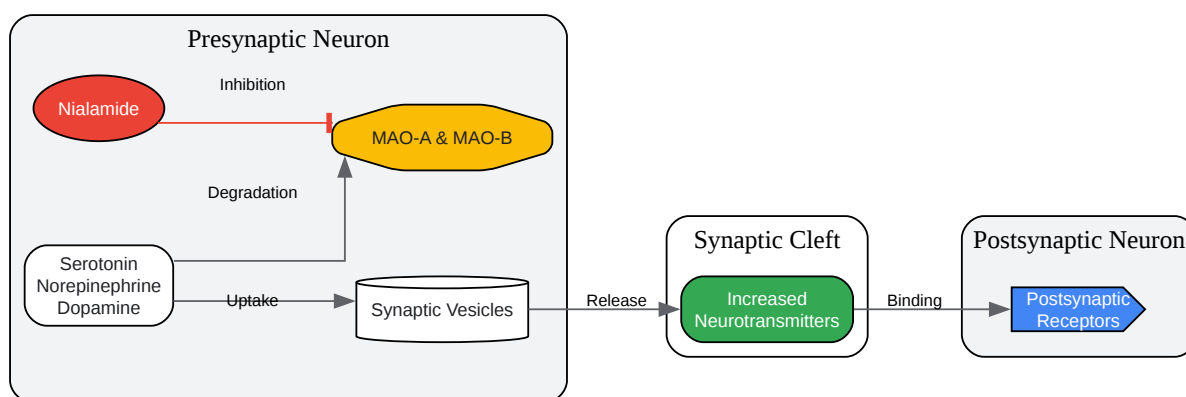 Presynaptic Neuron
Inhibition
Nialamide
MAO-A & MAO-B
Degradation
Serotonin
Norepinephrine
Dopamine
Uptake
Synaptic Vesicles
Release
Synaptic Cleft
Increased
Neurotransmitters
Binding
Postsynaptic Neuron
Postsynaptic
Receptors